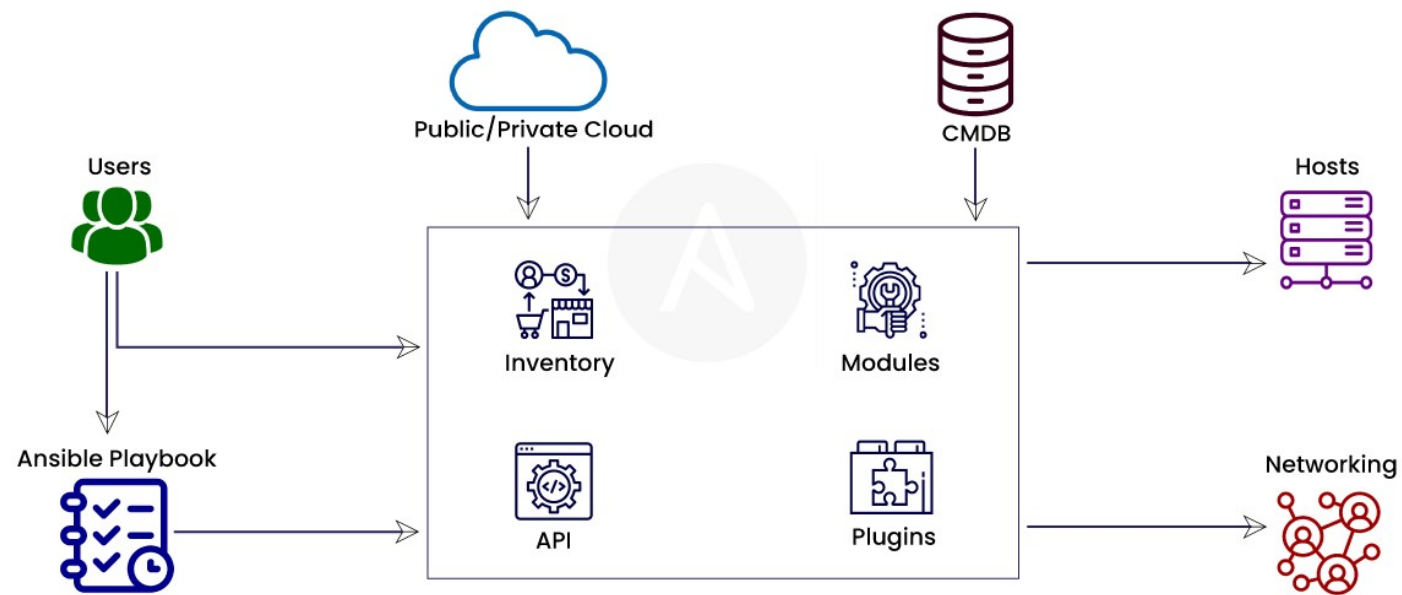 Public/Private Cloud
CMDB
Users
Hosts
Inventory
Modules
Ansible Playbook
Networking
API
Plugins